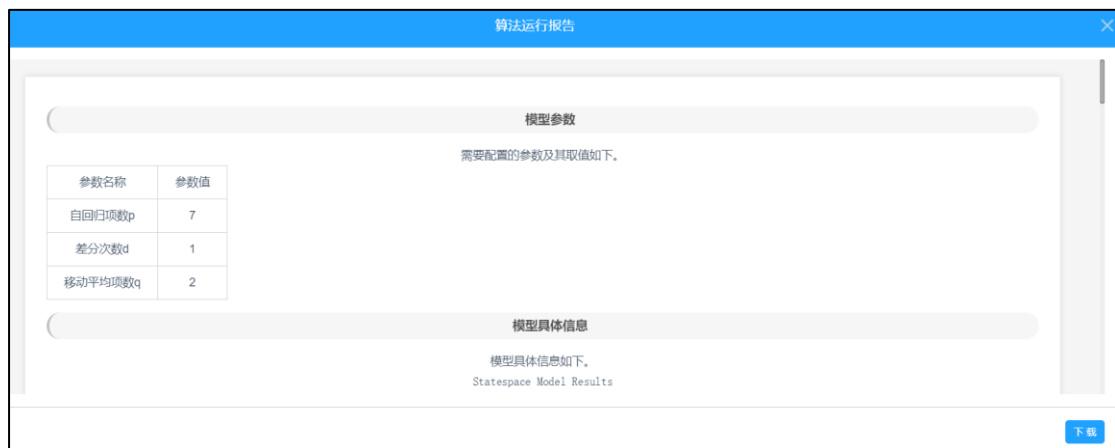 算法运行报告
模型参数
需要配置的参数及其取值如下。
参数名称 参数值
自回归项数p 7
差分次数d 1
移动平均项数q 2
模型具体信息
模型具体信息如下。
Statespace Model Results
下载